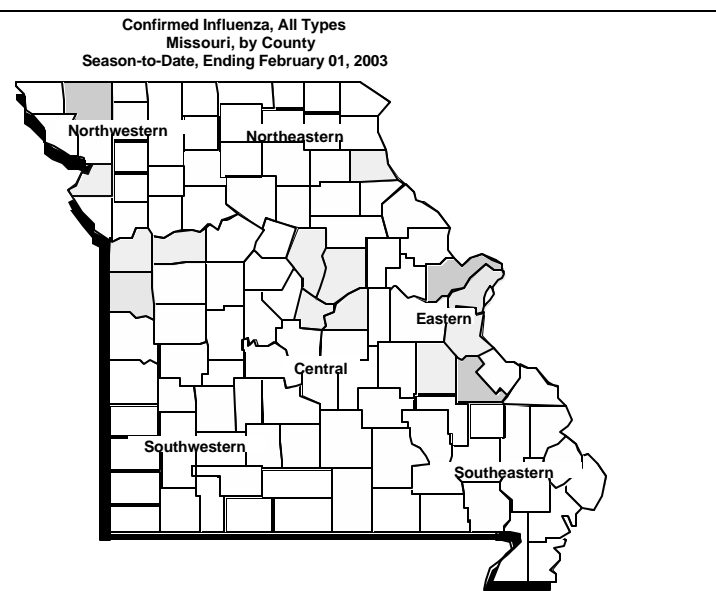 Confirmed Influenza, All Types
Missouri, by County
Season-to-Date, Ending February 01, 2003
Northwestern
Northeastern
Eastern
Central
Southwestern
Southeastern